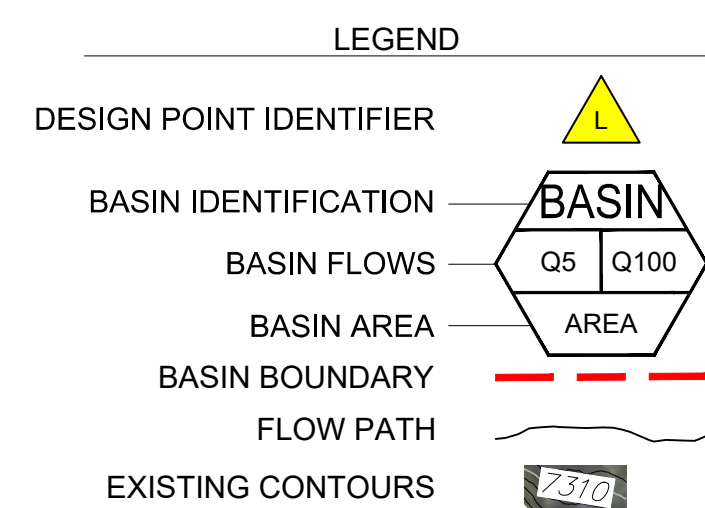 LEGEND
DESIGN POINT IDENTIFIER L
BASIN IDENTIFICATION BASIN
BASIN FLOWS Q5 Q100
BASIN AREA AREA
BASIN BOUNDARY
FLOW PATH
EXISTING CONTOURS 7310